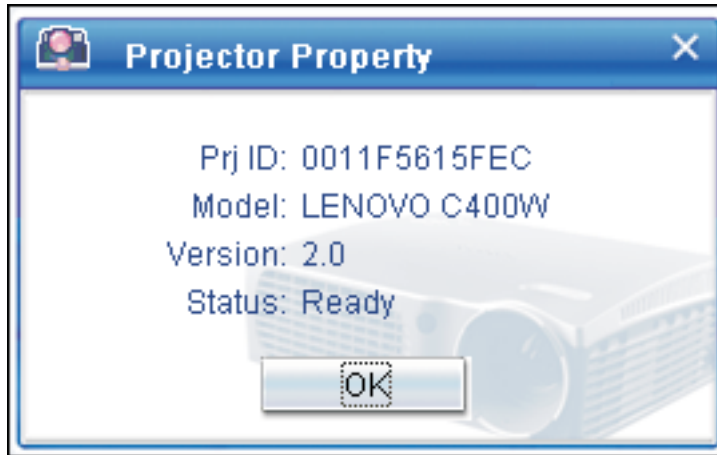 Projector Property
Prj ID: 0011F5615FEC
Model: LENOVO C400W
Version: 2.0
Status: Ready
OK